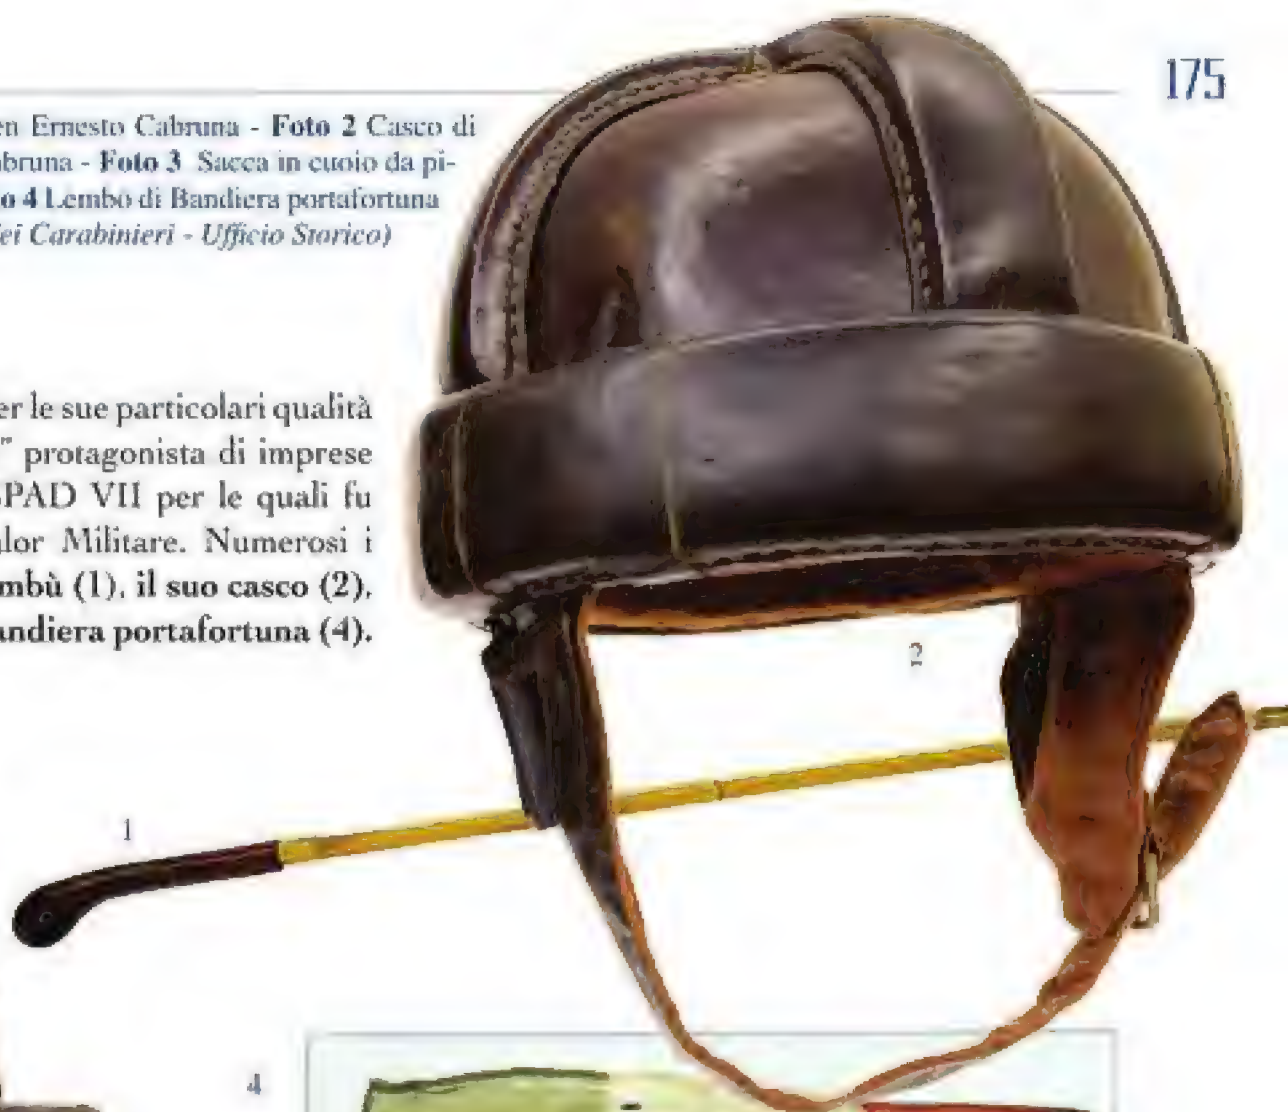 175
en Ernesto Cabruna - Foto 2 Casco di
abruna - Foto 3 Sacca in cuoio da pi-
o 4 Lembo di Bandiera portafortuna
ei Carabinieri - Ufficio Storico)
er le sue particolari qualità
" protagonista di imprese
SPAD VII per le quali fu
alor Militare. Numerosi i
mbù (1), il suo casco (2),
andiera portafortuna (4).
2
1
4